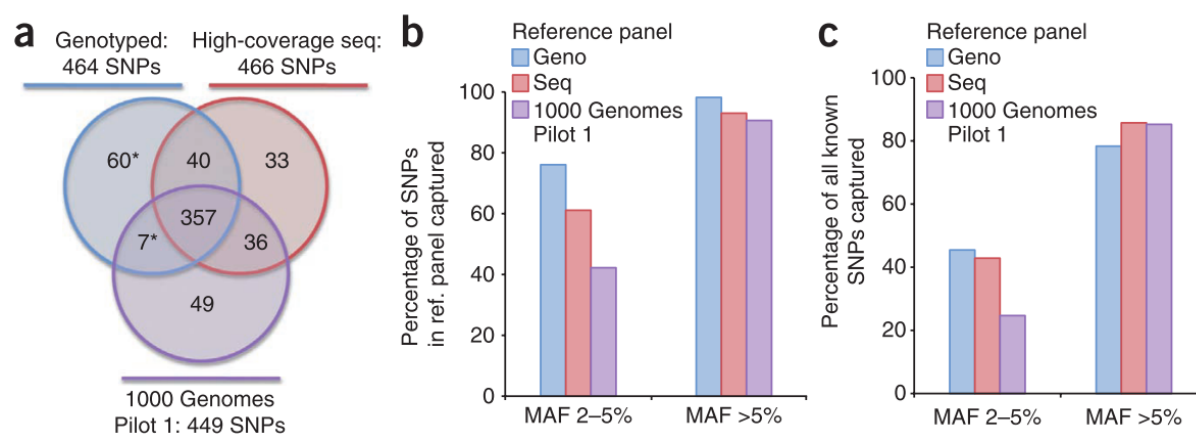 a
Genotyped:
464 SNPs
High-coverage seq:
466 SNPs
60*
40
33
357
7*
36
49
1000 Genomes
Pilot 1: 449 SNPs
b
Reference panel
Geno
Seq
1000 Genomes
Pilot 1
Percentage of SNPs
in ref. panel captured
100
80
60
40
20
0
MAF 2–5%
MAF >5%
c
Reference panel
Geno
Seq
1000 Genomes
Pilot 1
Percentage of all known
SNPs captured
100
80
60
40
20
0
MAF 2–5%
MAF >5%